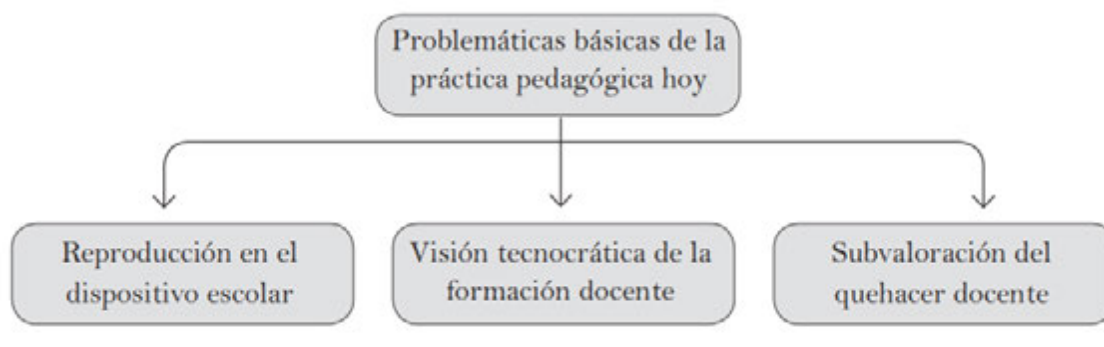 Problemáticas básicas de la
práctica pedagógica hoy
Reproducción en el
dispositivo escolar
Visión tecnocrática de la
formación docente
Subvaloración del
quehacer docente